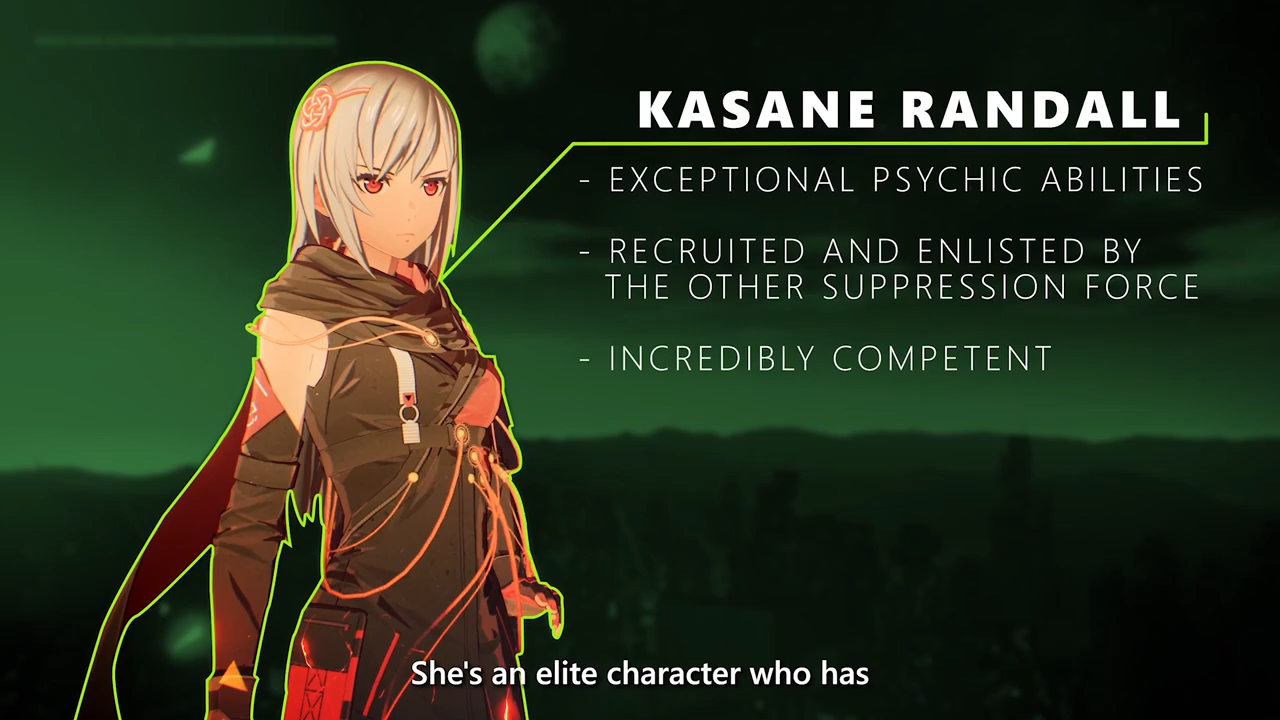 KASANE RANDALL
- EXCEPTIONAL PSYCHIC ABILITIES
- RECRUITED AND ENLISTED BY
THE OTHER SUPPRESSION FORCE
- INCREDIBLY COMPETENT
She's an elite character who has